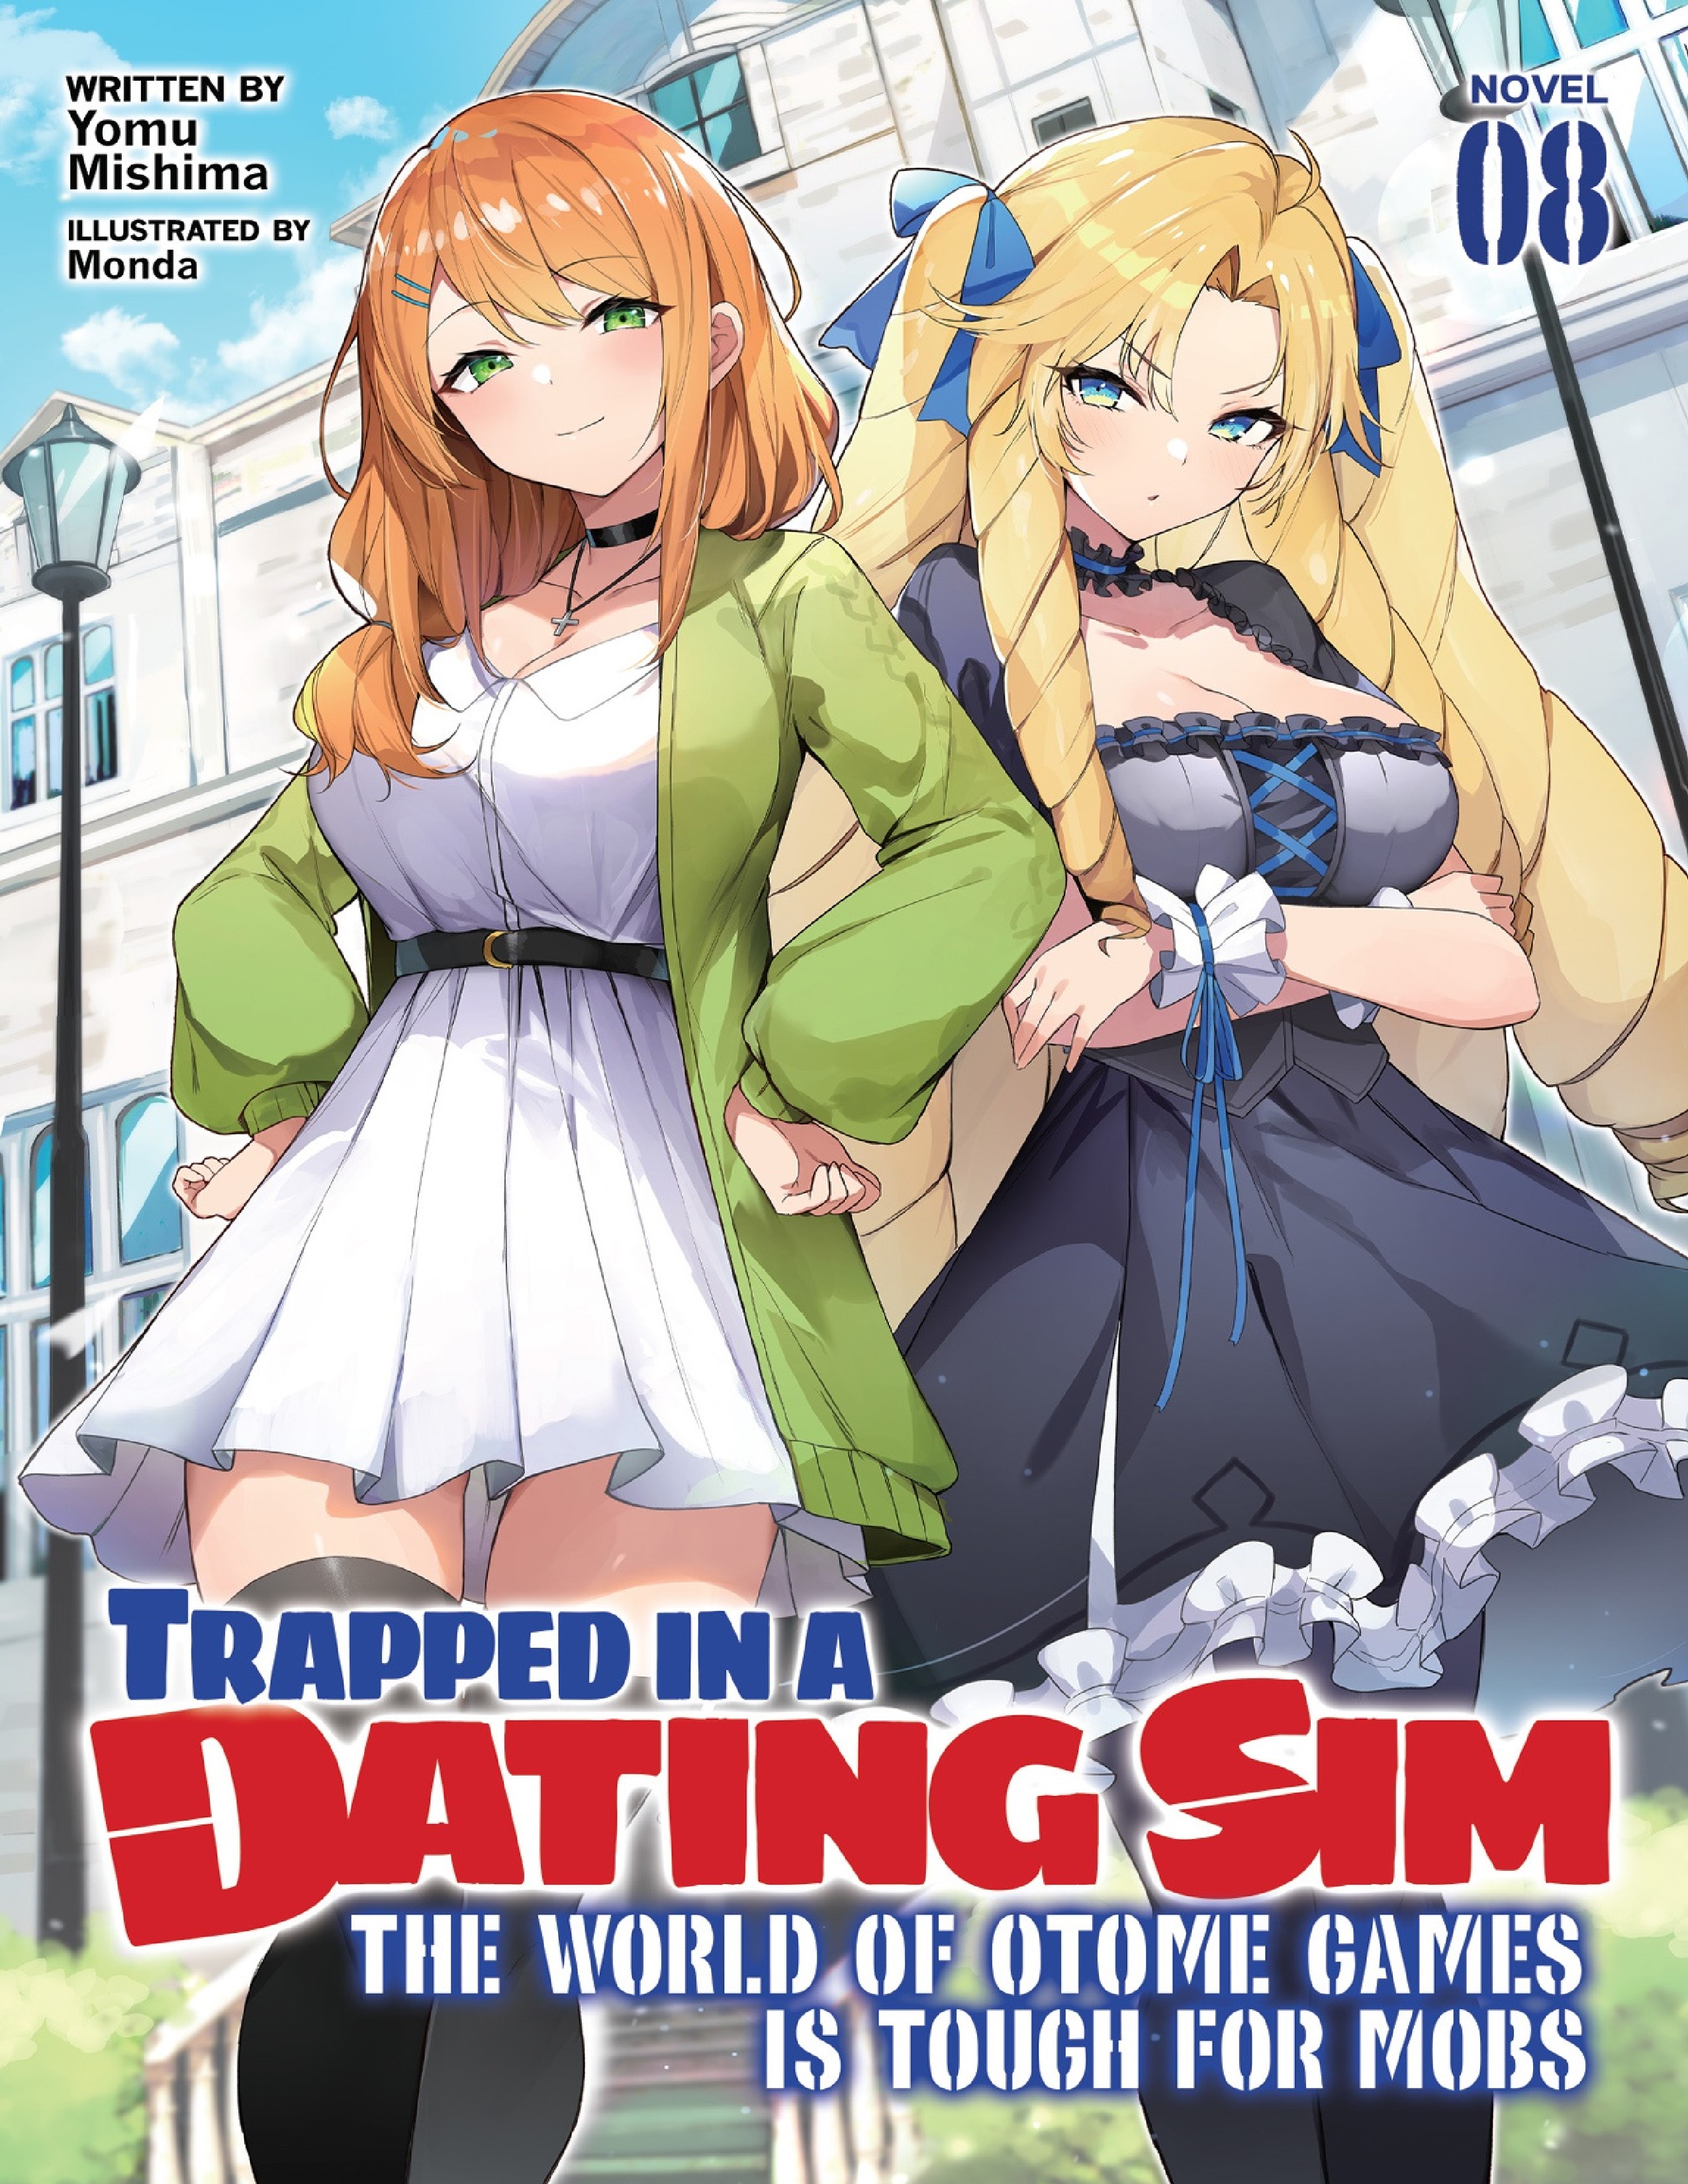 WRITTEN BY
Yomu
Mishima
ILLUSTRATED BY
Monda
NOVEL
08
TRAPPED IN A
DATING SIM
THE WORLD OF OTOME GAMES
IS TOUGH FOR MOBS